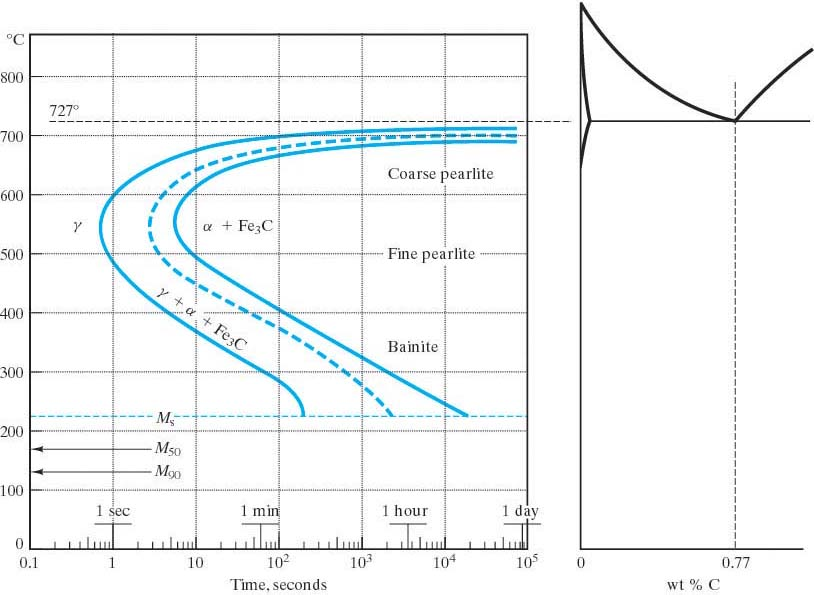 °C
800
727°
700
600
500
400
300
200
100
0
γ
α + Fe₃C
γ + α + Fe₃C
Coarse pearlite
Fine pearlite
Bainite
Mₛ
M₅₀
M₉₀
1 sec
1 min
1 hour
1 day
0.1
1
10
10²
10³
10⁴
10⁵
Time, seconds
0
0.77
wt % C